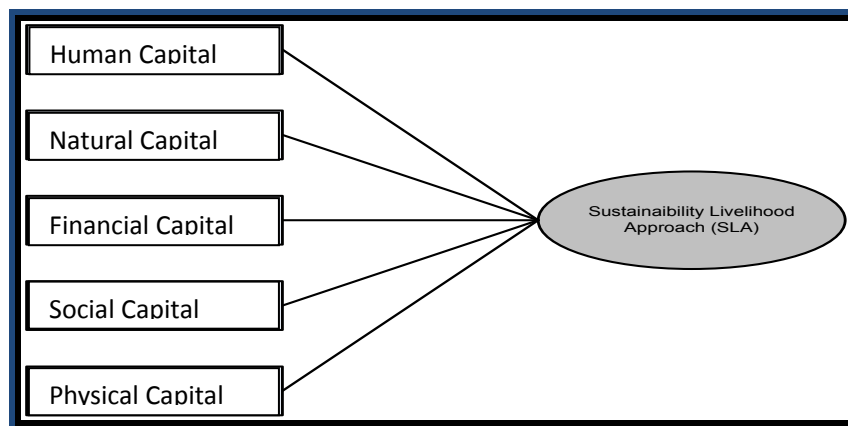 Human Capital
Natural Capital
Financial Capital
Social Capital
Physical Capital
Sustainaibility Livelihood
Approach (SLA)